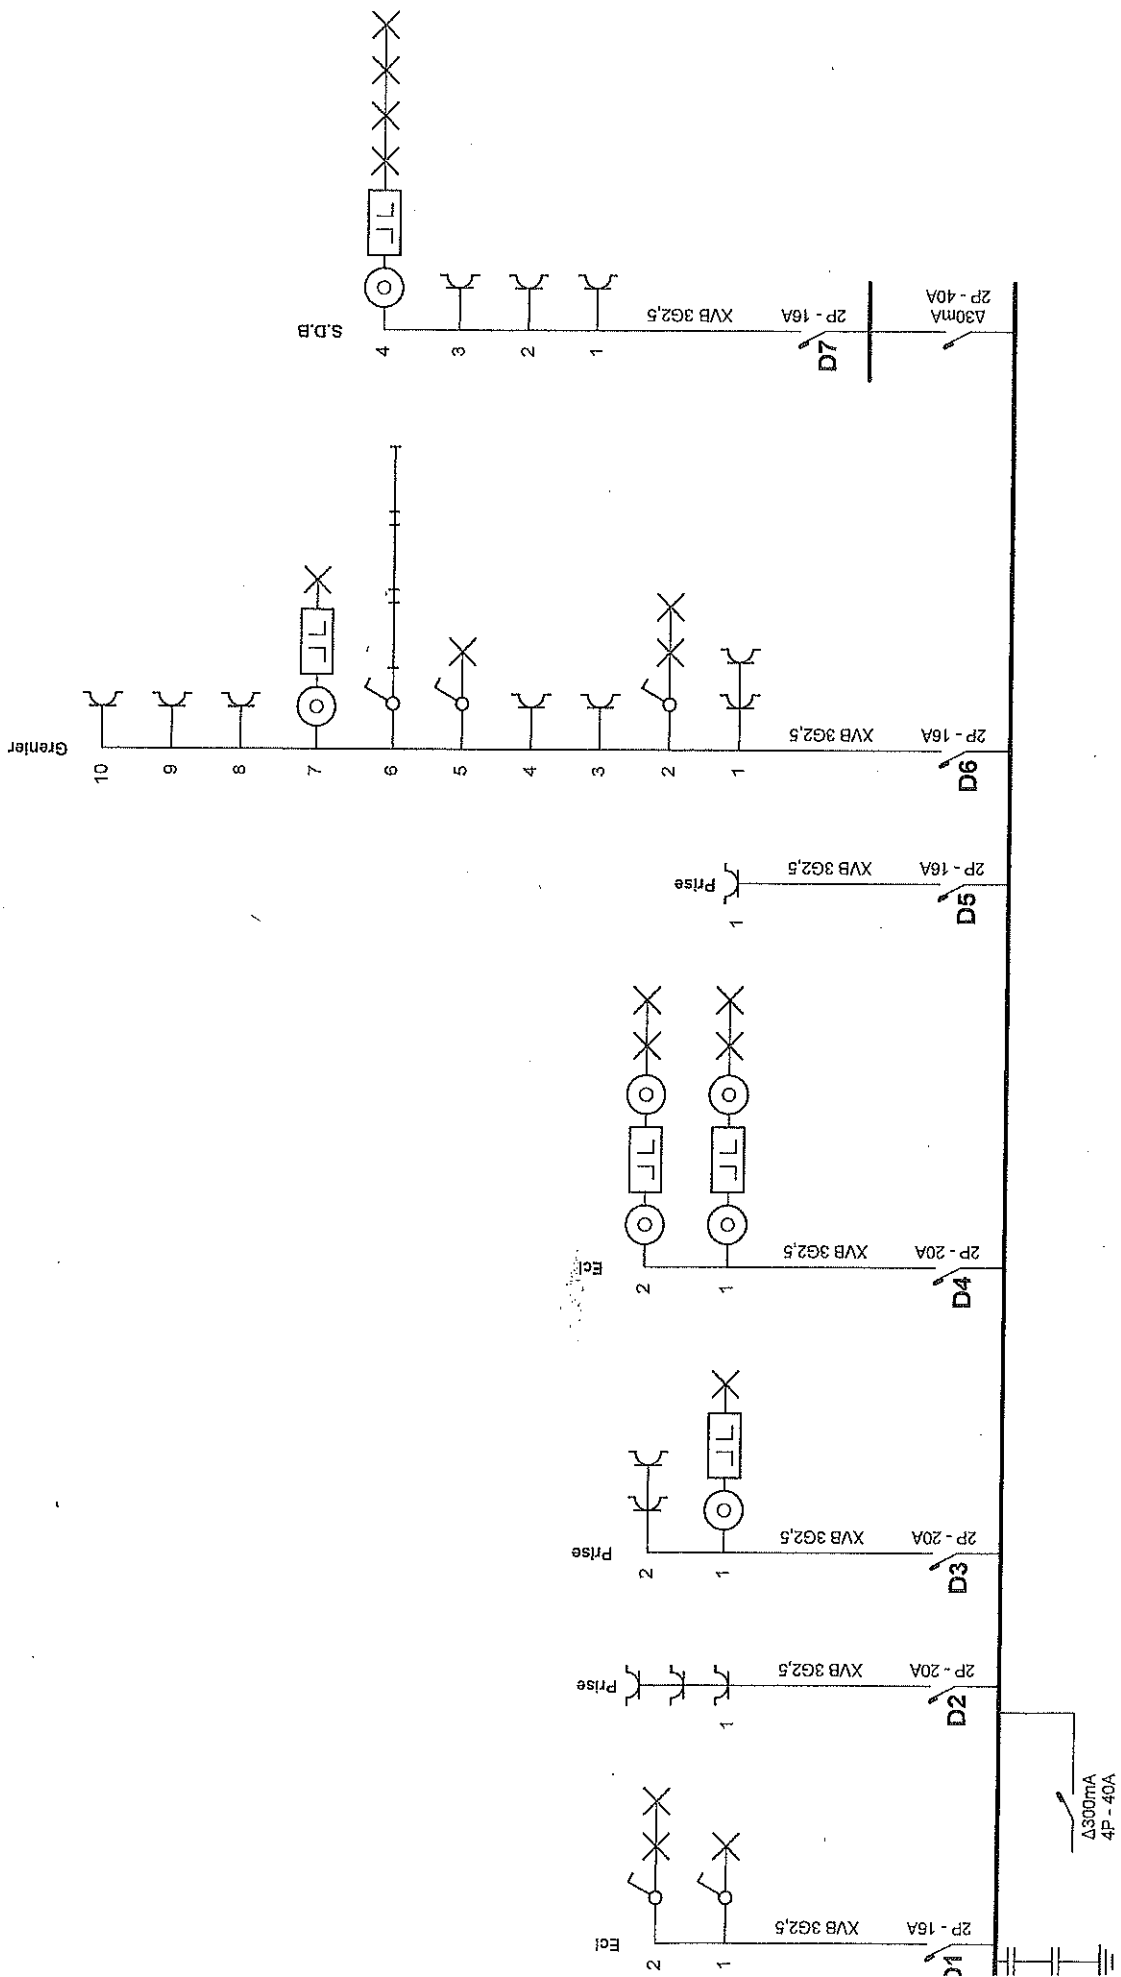 S.D.B
4
3
2
1
XVB 3G2,5
2P - 16A
D7
Δ30mA
2P - 40A
Grenier
10
9
8
7
6
5
4
3
2
1
XVB 3G2,5
2P - 16A
D6
Prise
1
XVB 3G2,5
2P - 16A
D5
Ecl
2
1
XVB 3G2,5
2P - 20A
D4
Prise
2
1
XVB 3G2,5
2P - 20A
D3
Prise
1
XVB 3G2,5
2P - 20A
D2
Ecl
2
1
XVB 3G2,5
2P - 16A
D1
Δ300mA
4P - 40A